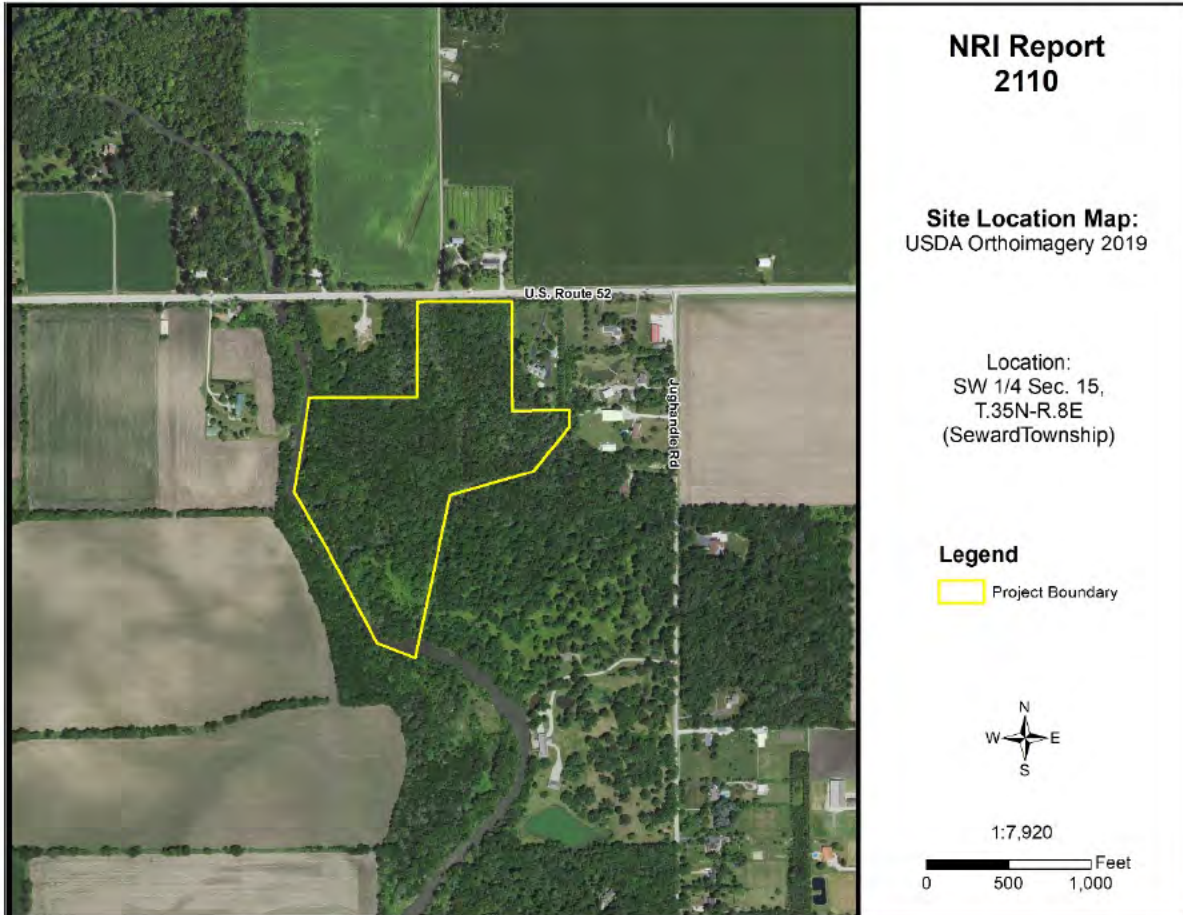 NRI Report
2110
Site Location Map:
USDA Orthoimagery 2019
Location:
SW 1/4 Sec. 15,
T.35N-R.8E
(SewardTownship)
Legend
Project Boundary
N
W E
S
1:7,920
Feet
0 500 1,000
U.S. Route 52
Jughandle Rd